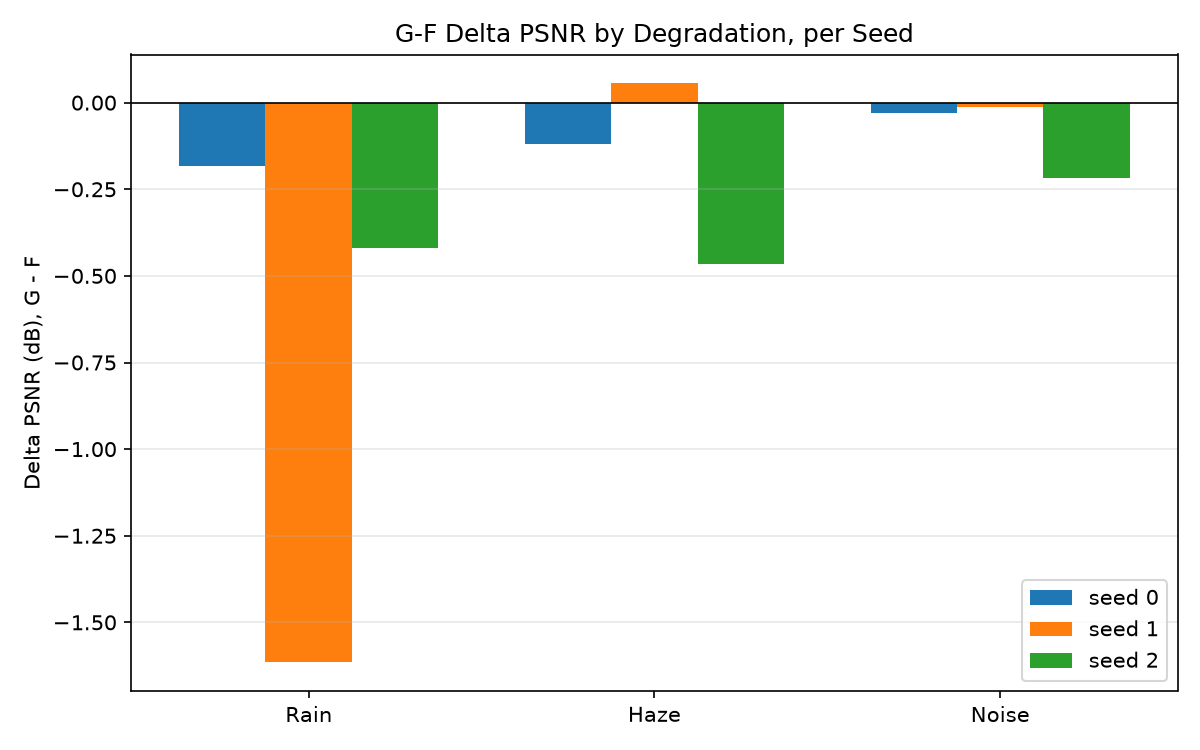 G-F Delta PSNR by Degradation, per Seed
Delta PSNR (dB), G - F
0.00
−0.25
−0.50
−0.75
−1.00
−1.25
−1.50
Rain
Haze
Noise
seed 0
seed 1
seed 2